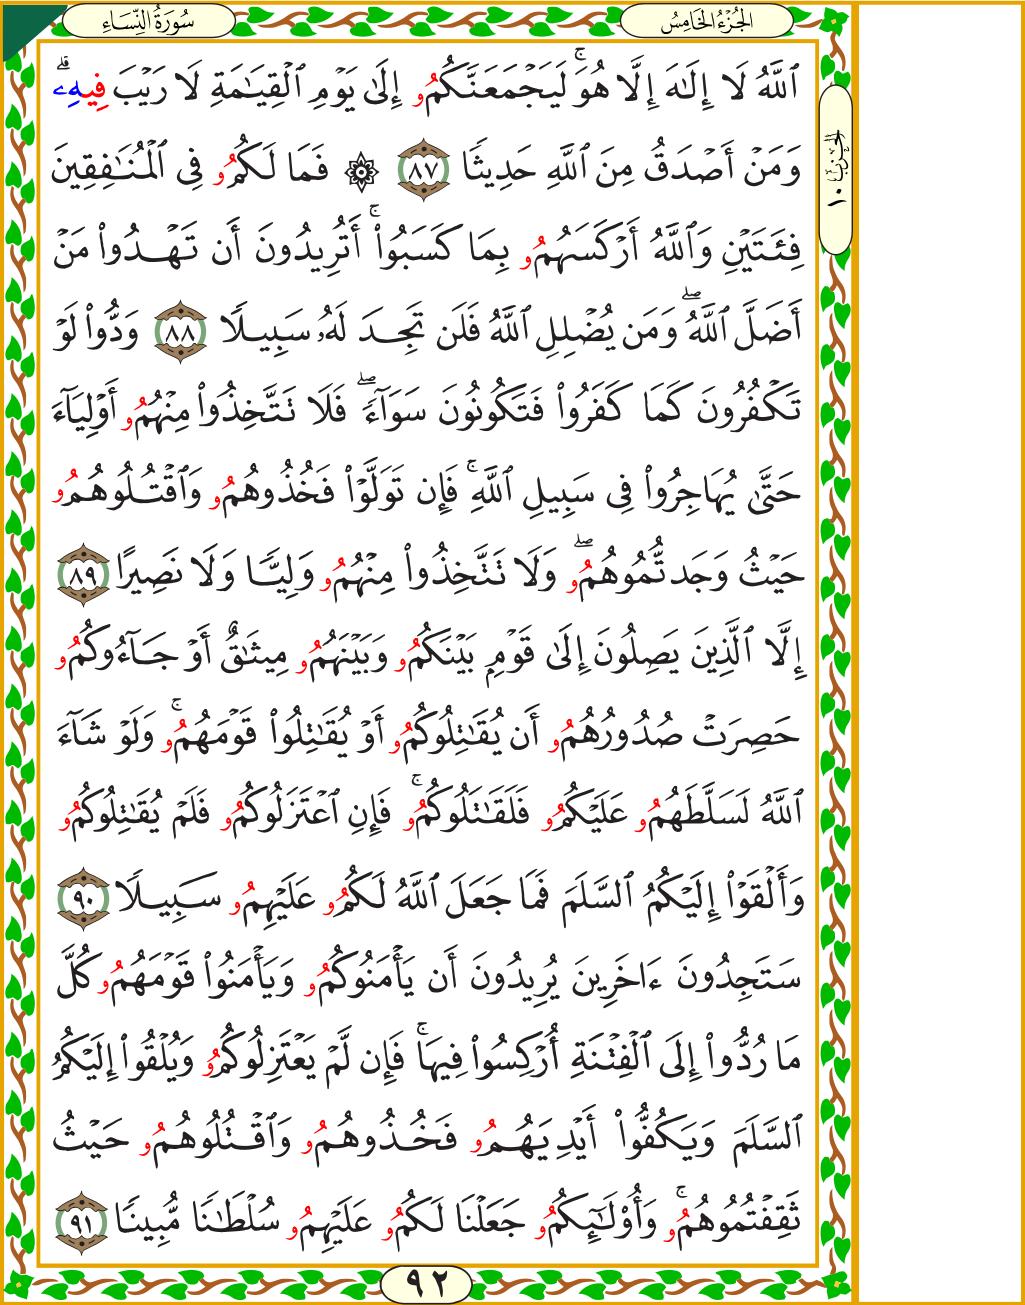 سُورَةُ النِّسَاءِ
الجُزْءُ الخَامِسُ
الحِزْبُ ١٠
ٱللَّهُ لَا إِلَٰهَ إِلَّا هُوَۚ لَيَجْمَعَنَّكُمُۥ إِلَىٰ يَوْمِ ٱلْقِيَٰمَةِ لَا رَيْبَ فِيهِۦۗ
وَمَنْ أَصْدَقُ مِنَ ٱللَّهِ حَدِيثًا ٨٧ ۞ فَمَا لَكُمُۥ فِى ٱلْمُنَٰفِقِينَ
فِئَتَيْنِ وَٱللَّهُ أَرْكَسَهُمُۥ بِمَا كَسَبُوٓا۟ۚ أَتُرِيدُونَ أَن تَهْدُوا۟ مَنْ
أَضَلَّ ٱللَّهُۖ وَمَن يُضْلِلِ ٱللَّهُ فَلَن تَجِدَ لَهُۥ سَبِيلًا ٨٨ وَدُّوا۟ لَوْ
تَكْفُرُونَ كَمَا كَفَرُوا۟ فَتَكُونُونَ سَوَآءًۖ فَلَا تَتَّخِذُوا۟ مِنْهُمُۥ أَوْلِيَآءَ
حَتَّىٰ يُهَاجِرُوا۟ فِى سَبِيلِ ٱللَّهِۚ فَإِن تَوَلَّوْا۟ فَخُذُوهُمُۥ وَٱقْتُلُوهُمُۥ
حَيْثُ وَجَدتُّمُوهُمُۥۖ وَلَا تَتَّخِذُوا۟ مِنْهُمُۥ وَلِيًّا وَلَا نَصِيرًا ٨٩
إِلَّا ٱلَّذِينَ يَصِلُونَ إِلَىٰ قَوْمٍۭ بَيْنَكُمُۥ وَبَيْنَهُمُۥ مِيثَٰقٌ أَوْ جَآءُوكُمُۥ
حَصِرَتْ صُدُورُهُمُۥ أَن يُقَٰتِلُوكُمُۥ أَوْ يُقَٰتِلُوا۟ قَوْمَهُمُۥۚ وَلَوْ شَآءَ
ٱللَّهُ لَسَلَّطَهُمُۥ عَلَيْكُمُۥ فَلَقَٰتَلُوكُمُۥۚ فَإِنِ ٱعْتَزَلُوكُمُۥ فَلَمْ يُقَٰتِلُوكُمُۥ
وَأَلْقَوْا۟ إِلَيْكُمُ ٱلسَّلَمَ فَمَا جَعَلَ ٱللَّهُ لَكُمُۥ عَلَيْهِمُۥ سَبِيلًا ٩٠
سَتَجِدُونَ ءَاخَرِينَ يُرِيدُونَ أَن يَأْمَنُوكُمُۥ وَيَأْمَنُوا۟ قَوْمَهُمُۥ كُلَّ
مَا رُدُّوا۟ إِلَى ٱلْفِتْنَةِ أُرْكِسُوا۟ فِيهَاۚ فَإِن لَّمْ يَعْتَزِلُوكُمُۥ وَيُلْقُوا۟ إِلَيْكُمُ
ٱلسَّلَمَ وَيَكُفُّوا۟ أَيْدِيَهُمُۥ فَخُذُوهُمُۥ وَٱقْتُلُوهُمُۥ حَيْثُ
ثَقِفْتُمُوهُمُۥۚ وَأُو۟لَٰٓئِكُمُۥ جَعَلْنَا لَكُمُۥ عَلَيْهِمُۥ سُلْطَٰنًا مُّبِينًا ٩١
٩٢